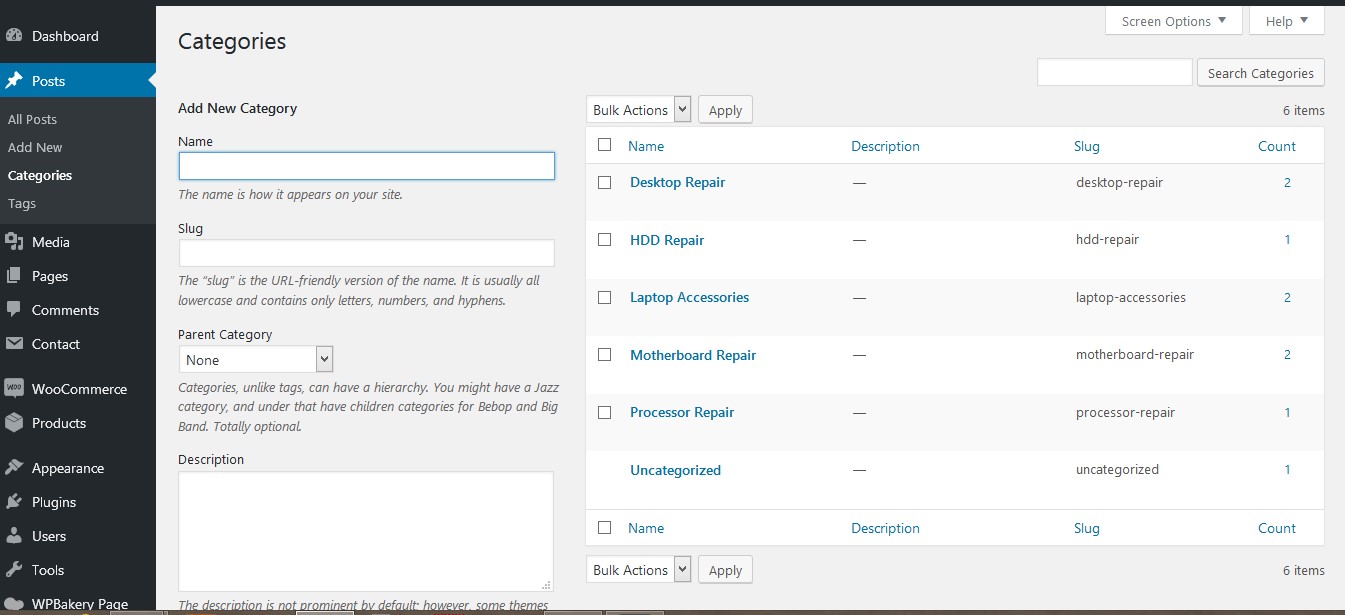 Dashboard
Posts
All Posts
Add New
Categories
Tags
Media
Pages
Comments
Contact
WooCommerce
Products
Appearance
Plugins
Users
Tools
WPBakery Page
Screen Options
Help
Categories
Search Categories
Add New Category
Name
The name is how it appears on your site.
Slug
The “slug” is the URL-friendly version of the name. It is usually all
lowercase and contains only letters, numbers, and hyphens.
Parent Category
None
Categories, unlike tags, can have a hierarchy. You might have a Jazz
category, and under that have children categories for Bebop and Big
Band. Totally optional.
Description
The description is not prominent by default; however, some themes
Bulk Actions Apply 6 items
Name Description Slug Count
Desktop Repair — desktop-repair 2
HDD Repair — hdd-repair 1
Laptop Accessories — laptop-accessories 2
Motherboard Repair — motherboard-repair 2
Processor Repair — processor-repair 1
Uncategorized — uncategorized 1
Name Description Slug Count
Bulk Actions Apply 6 items